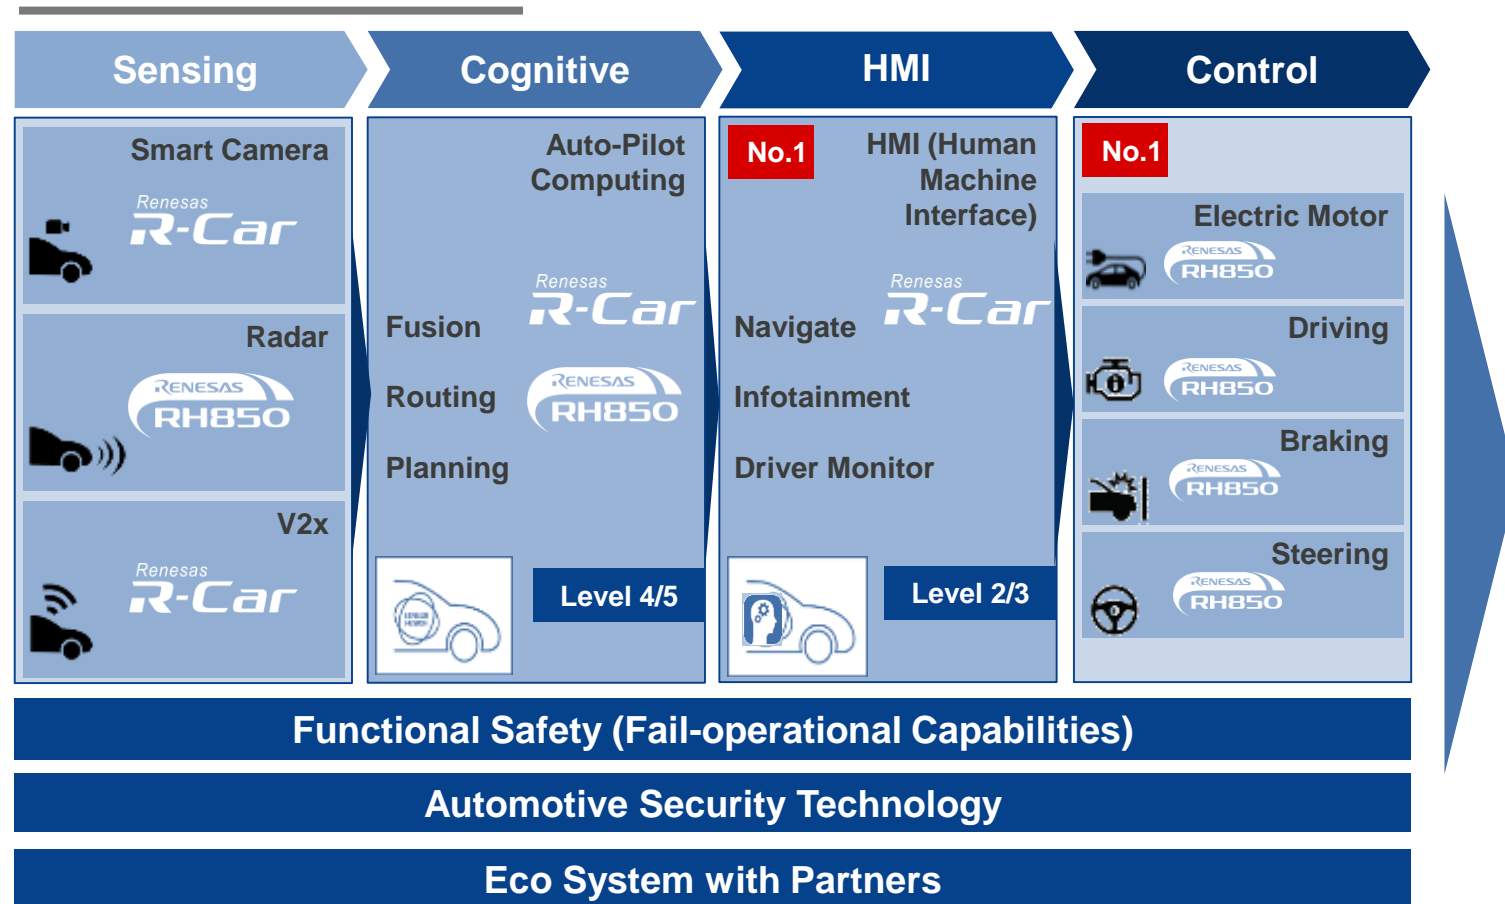 Sensing
Cognitive
HMI
Control
Smart Camera
Renesas
R-Car
Radar
RENESAS
RH850
V2x
Renesas
R-Car
Auto-Pilot
Computing
Renesas
R-Car
Fusion
RENESAS
RH850
Routing
Planning
Level 4/5
No.1
HMI (Human
Machine
Interface)
Renesas
R-Car
Navigate
Infotainment
Driver Monitor
Level 2/3
No.1
Electric Motor
RENESAS
RH850
Driving
RENESAS
RH850
Braking
RENESAS
RH850
Steering
RENESAS
RH850
Functional Safety (Fail-operational Capabilities)
Automotive Security Technology
Eco System with Partners